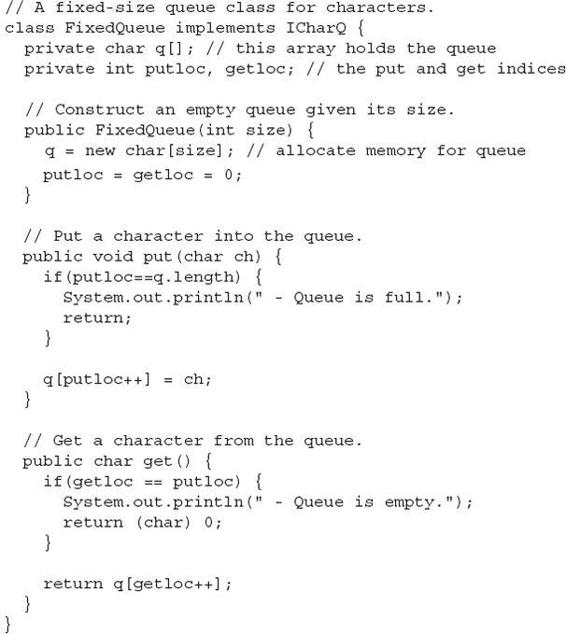 // A fixed-size queue class for characters.
class FixedQueue implements ICharQ {
  private char q[]; // this array holds the queue
  private int putloc, getloc; // the put and get indices

  // Construct an empty queue given its size.
  public FixedQueue(int size) {
    q = new char[size]; // allocate memory for queue
    putloc = getloc = 0;
  }

  // Put a character into the queue.
  public void put(char ch) {
    if(putloc==q.length) {
      System.out.println(" - Queue is full.");
      return;
    }

    q[putloc++] = ch;
  }

  // Get a character from the queue.
  public char get() {
    if(getloc == putloc) {
      System.out.println(" - Queue is empty.");
      return (char) 0;
    }

    return q[getloc++];
  }
}